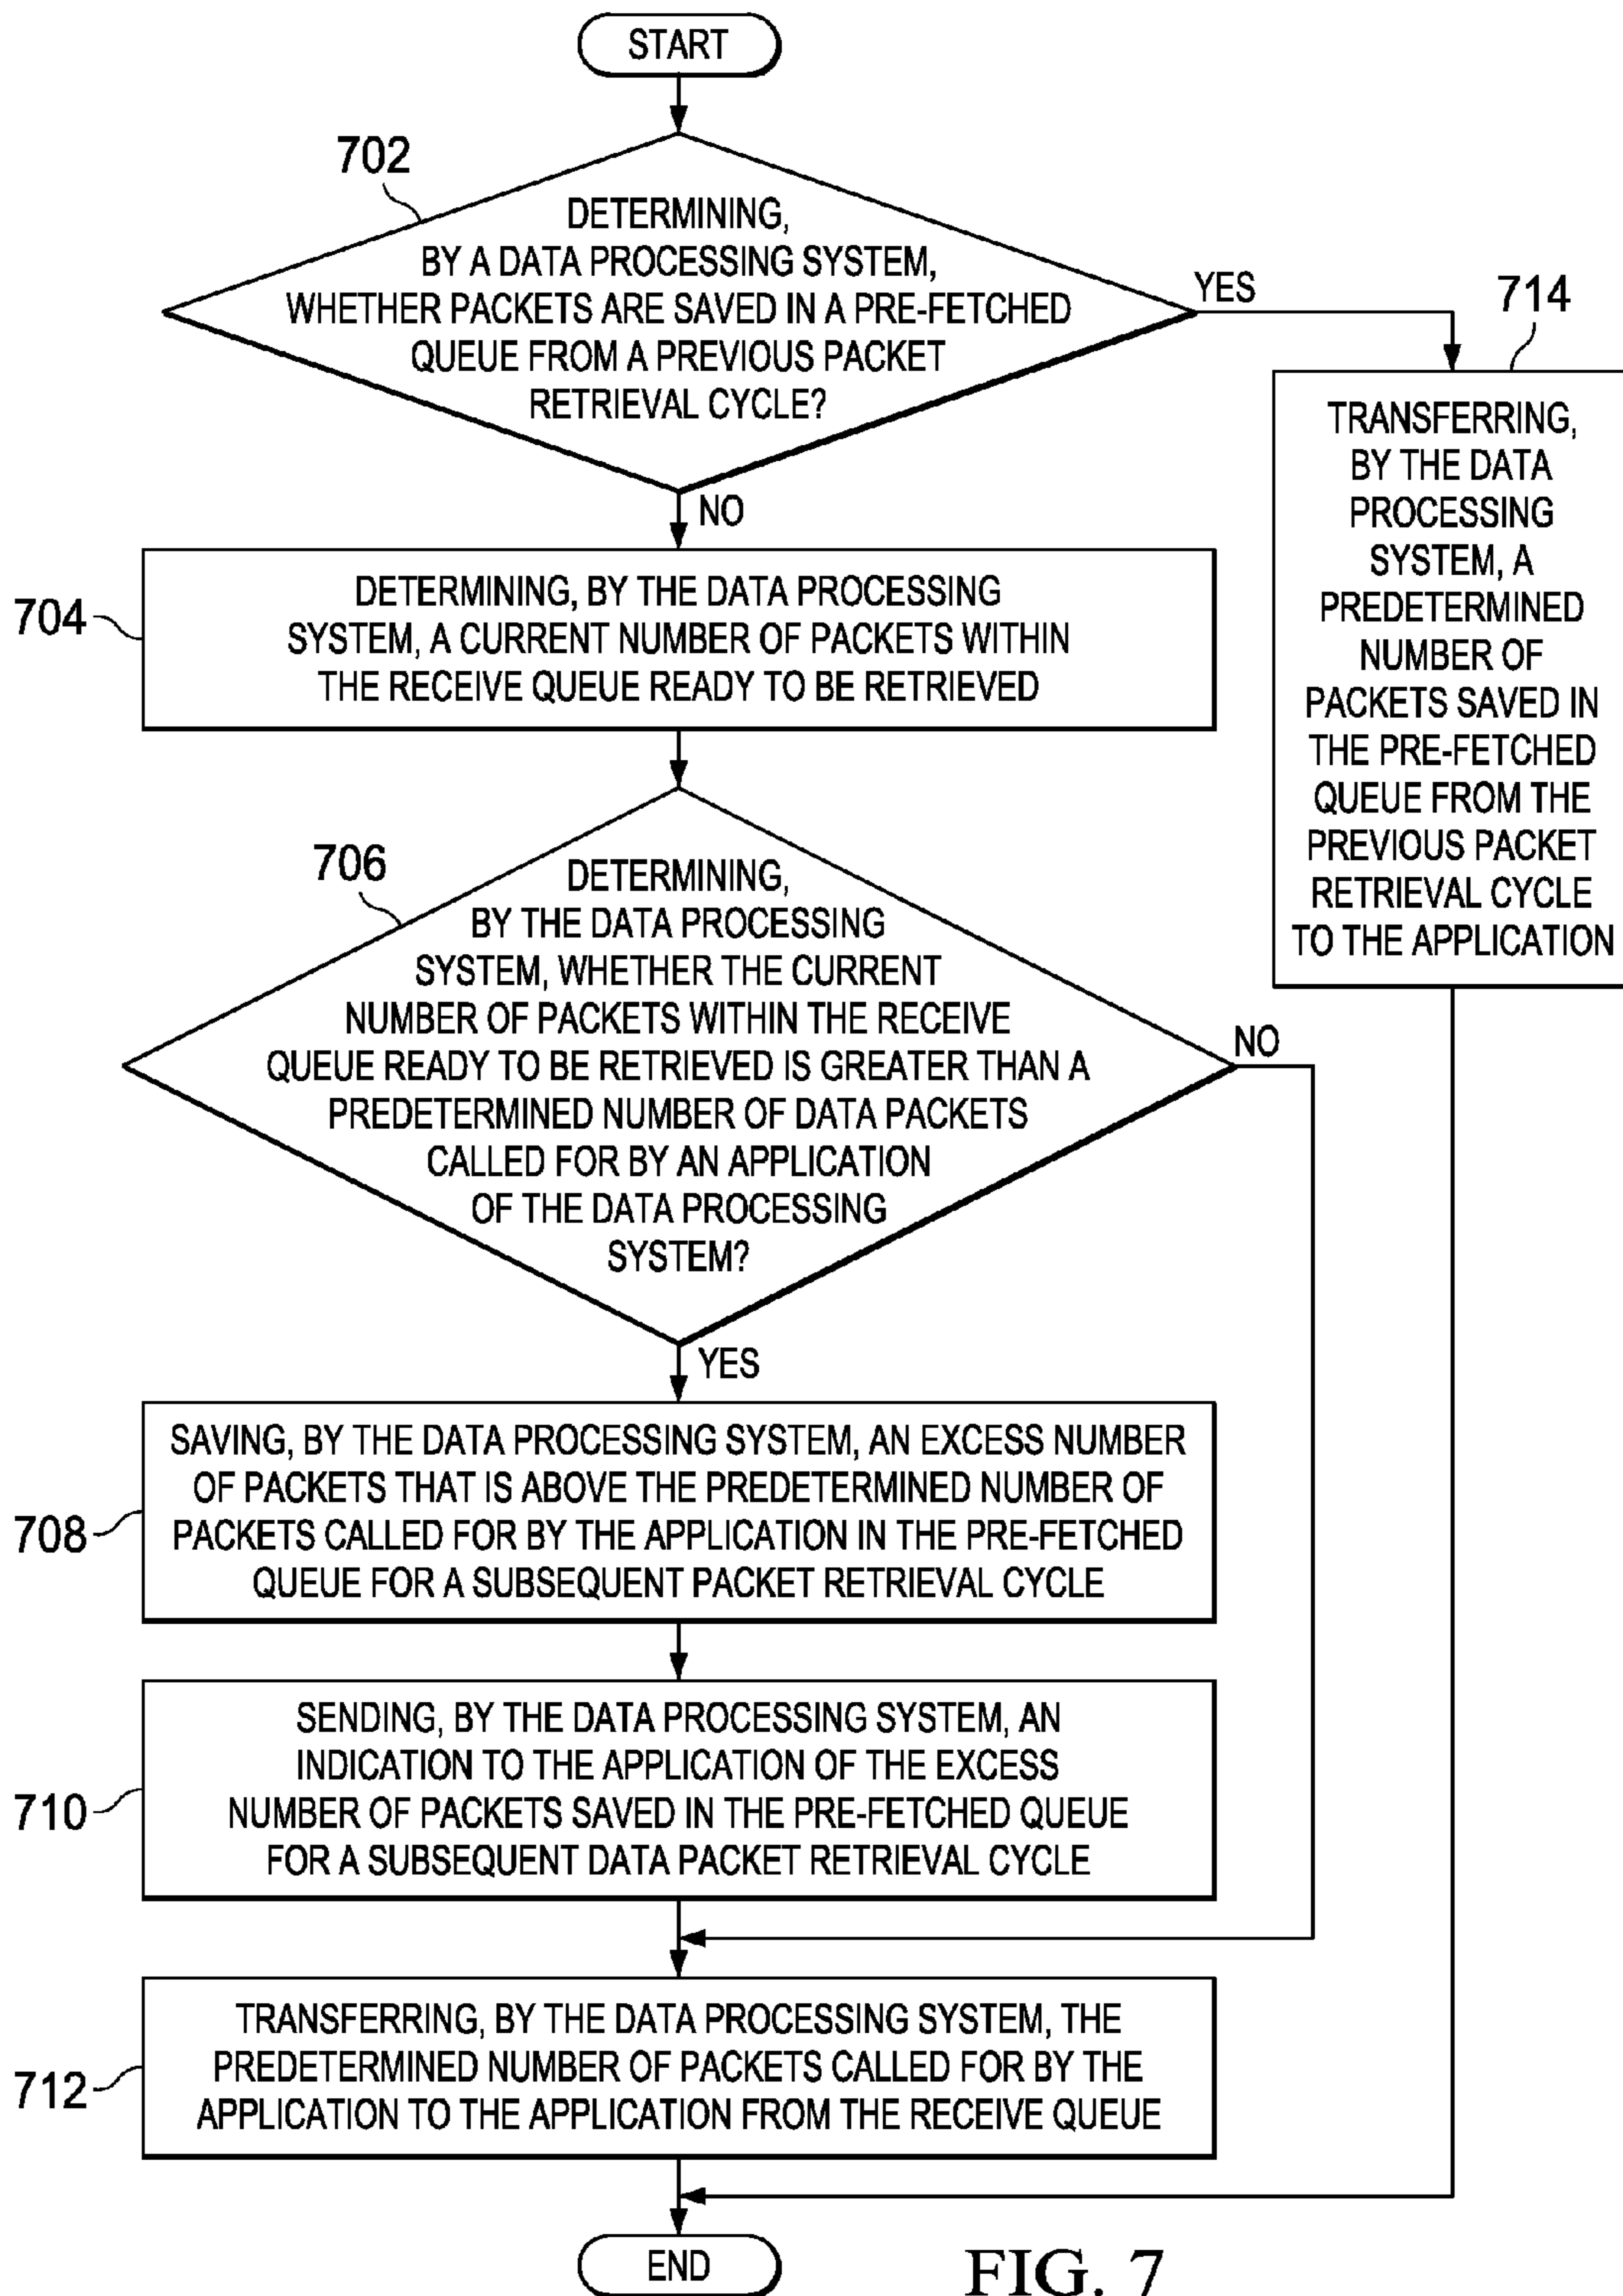 START
702
DETERMINING,
BY A DATA PROCESSING SYSTEM,
WHETHER PACKETS ARE SAVED IN A PRE-FETCHED
QUEUE FROM A PREVIOUS PACKET
RETRIEVAL CYCLE?
YES
NO
714
TRANSFERRING,
BY THE DATA
PROCESSING
SYSTEM, A
PREDETERMINED
NUMBER OF
PACKETS SAVED IN
THE PRE-FETCHED
QUEUE FROM THE
PREVIOUS PACKET
RETRIEVAL CYCLE
TO THE APPLICATION
704
DETERMINING, BY THE DATA PROCESSING
SYSTEM, A CURRENT NUMBER OF PACKETS WITHIN
THE RECEIVE QUEUE READY TO BE RETRIEVED
706
DETERMINING,
BY THE DATA PROCESSING
SYSTEM, WHETHER THE CURRENT
NUMBER OF PACKETS WITHIN THE RECEIVE
QUEUE READY TO BE RETRIEVED IS GREATER THAN A
PREDETERMINED NUMBER OF DATA PACKETS
CALLED FOR BY AN APPLICATION
OF THE DATA PROCESSING
SYSTEM?
NO
YES
708
SAVING, BY THE DATA PROCESSING SYSTEM, AN EXCESS NUMBER
OF PACKETS THAT IS ABOVE THE PREDETERMINED NUMBER OF
PACKETS CALLED FOR BY THE APPLICATION IN THE PRE-FETCHED
QUEUE FOR A SUBSEQUENT PACKET RETRIEVAL CYCLE
710
SENDING, BY THE DATA PROCESSING SYSTEM, AN
INDICATION TO THE APPLICATION OF THE EXCESS
NUMBER OF PACKETS SAVED IN THE PRE-FETCHED QUEUE
FOR A SUBSEQUENT DATA PACKET RETRIEVAL CYCLE
712
TRANSFERRING, BY THE DATA PROCESSING SYSTEM, THE
PREDETERMINED NUMBER OF PACKETS CALLED FOR BY THE
APPLICATION TO THE APPLICATION FROM THE RECEIVE QUEUE
END
FIG. 7